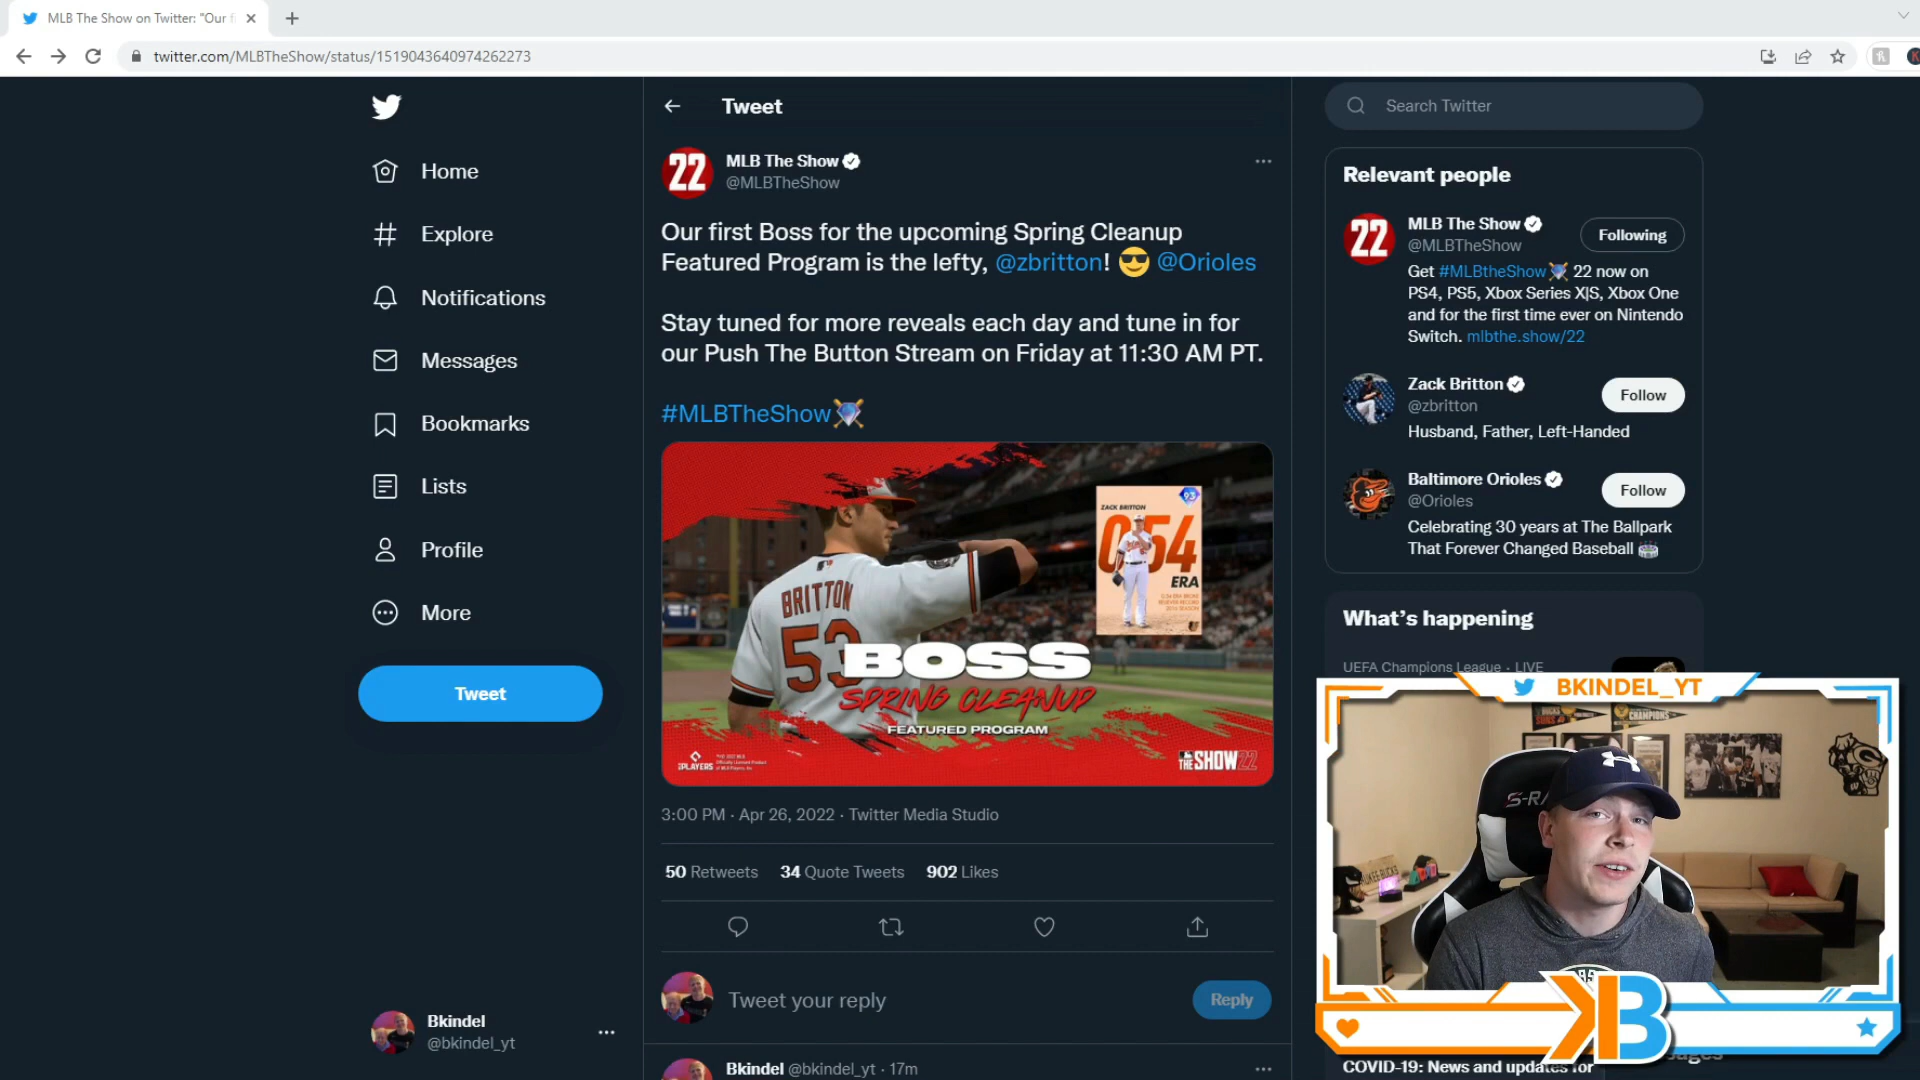 MLB The Show on Twitter: "Our f
twitter.com/MLBTheShow/status/1519043640974262273
Home
Explore
Notifications
Messages
Bookmarks
Lists
Profile
More
Tweet
Bkindel
@bkindel_yt
Tweet
22
MLB The Show
@MLBTheShow
Our first Boss for the upcoming Spring Cleanup
Featured Program is the lefty, @zbritton! 😎 @Orioles
Stay tuned for more reveals each day and tune in for
our Push The Button Stream on Friday at 11:30 AM PT.
#MLBTheShow
BRITTON
53
93
ZACK BRITTON
0.54
ERA
BOSS
SPRING CLEANUP
FEATURED PROGRAM
PLAYERS
THE SHOW 22
3:00 PM · Apr 26, 2022 · Twitter Media Studio
50 Retweets 34 Quote Tweets 902 Likes
Tweet your reply
Reply
Bkindel @bkindel_yt · 17m
Search Twitter
Relevant people
22
MLB The Show
@MLBTheShow
Following
Get #MLBtheShow 22 now on
PS4, PS5, Xbox Series X|S, Xbox One
and for the first time ever on Nintendo
Switch. mlbthe.show/22
Zack Britton
@zbritton
Follow
Husband, Father, Left-Handed
Baltimore Orioles
@Orioles
Follow
Celebrating 30 years at The Ballpark
That Forever Changed Baseball
What's happening
UEFA Champions League · LIVE
BKINDEL_YT
CHAMPIONS
S-RA
KB
COVID-19: News and updates for